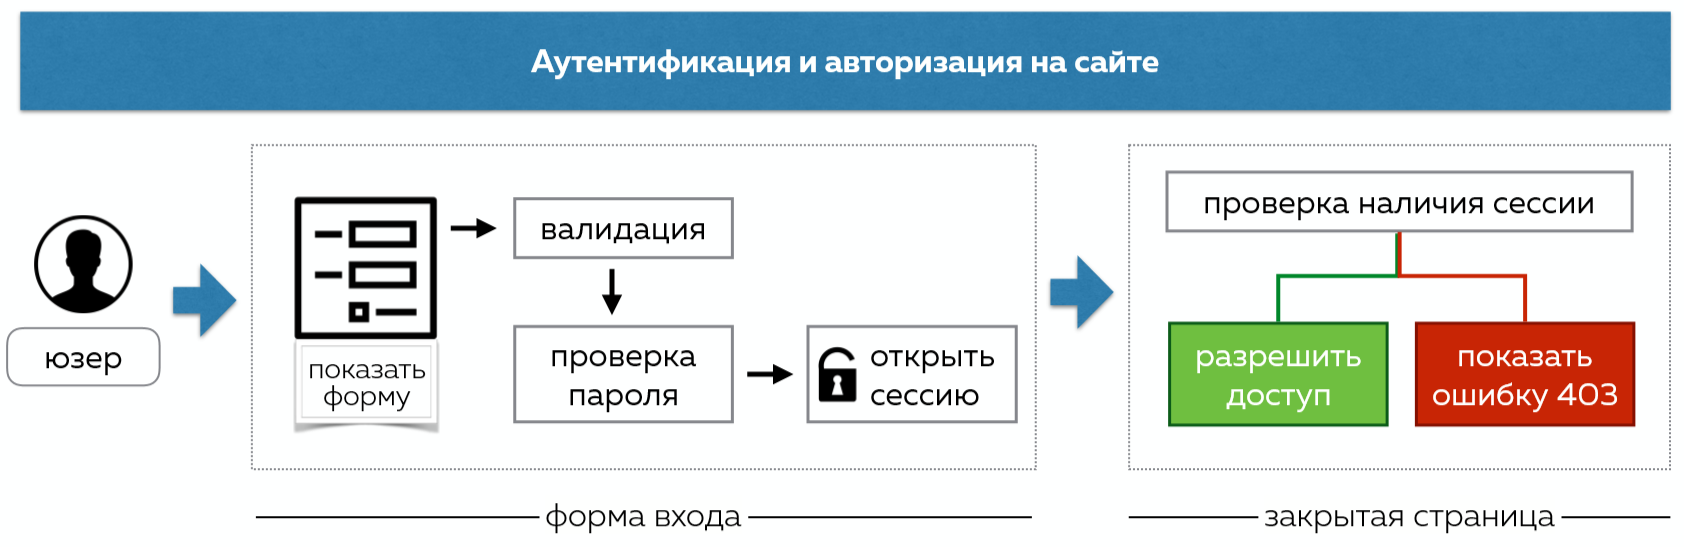 Аутентификация и авторизация на сайте
юзер
показать
форму
валидация
проверка
пароля
открыть
сессию
форма входа
проверка наличия сессии
разрешить
доступ
показать
ошибку 403
закрытая страница